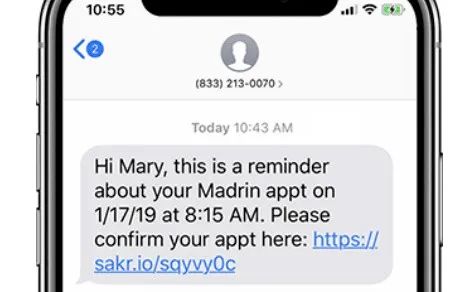 10:55
2
(833) 213-0070 >
Today 10:43 AM
Hi Mary, this is a reminder
about your Madrin appt on
1/17/19 at 8:15 AM. Please
confirm your appt here: https://
sakr.io/sqyvy0c